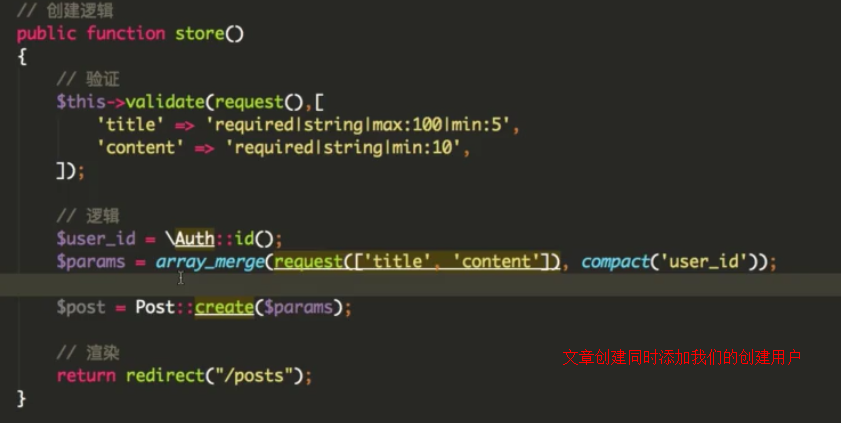 // 创建逻辑
public function store()
{
// 验证
$this->validate(request(),[
'title' => 'required|string|max:100|min:5',
'content' => 'required|string|min:10',
]);
// 逻辑
$user_id = \Auth::id();
$params = array_merge(request(['title', 'content']), compact('user_id'));
$post = Post::create($params);
// 渲染
return redirect("/posts");
文章创建同时添加我们的创建用户
}